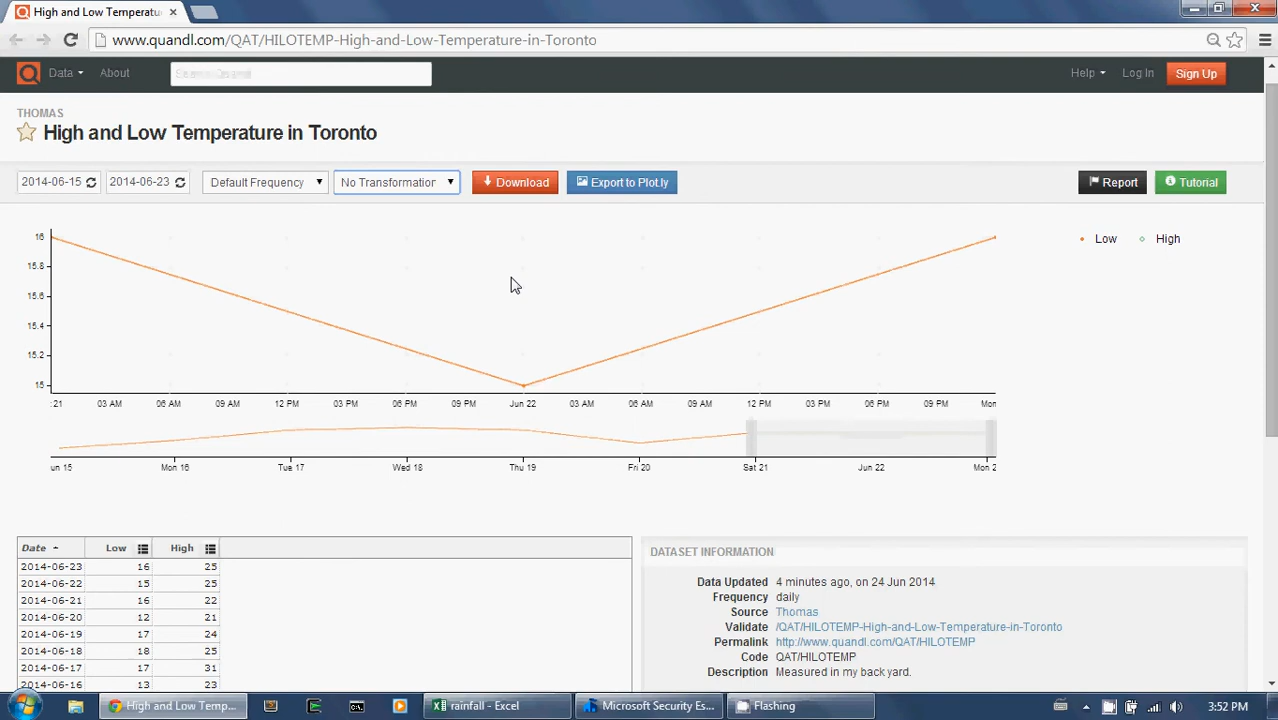 High and Low Temperatu
www.quandl.com/QAT/HILOTEMP-High-and-Low-Temperature-in-Toronto
Data About Help Log In Sign Up
THOMAS
High and Low Temperature in Toronto
2014-06-15 2014-06-23 Default Frequency No Transformation Download Export to Plot.ly Report Tutorial
Low High
16
15.8
15.6
15.4
15.2
15
:21 03 AM 06 AM 09 AM 12 PM 03 PM 06 PM 09 PM Jun 22 03 AM 06 AM 09 AM 12 PM 03 PM 06 PM 09 PM Mon
un 15 Mon 16 Tue 17 Wed 18 Thu 19 Fri 20 Sat 21 Jun 22 Mon 2
Date Low High
2014-06-23 16 25
2014-06-22 15 25
2014-06-21 16 22
2014-06-20 12 21
2014-06-19 17 24
2014-06-18 18 25
2014-06-17 17 31
2014-06-16 13 23
DATASET INFORMATION
Data Updated 4 minutes ago, on 24 Jun 2014
Frequency daily
Source Thomas
Validate /QAT/HILOTEMP-High-and-Low-Temperature-in-Toronto
Permalink http://www.quandl.com/QAT/HILOTEMP
Code QAT/HILOTEMP
Description Measured in my back yard.
High and Low Temp... rainfall - Excel Microsoft Security Es... Flashing 3:52 PM